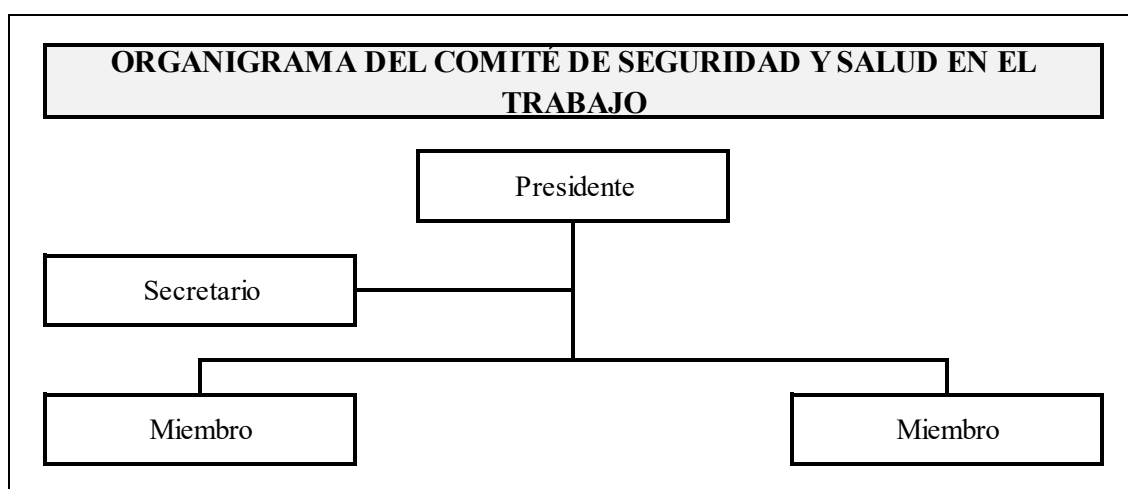 ORGANIGRAMA DEL COMITÉ DE SEGURIDAD Y SALUD EN EL
TRABAJO
Presidente
Secretario
Miembro
Miembro